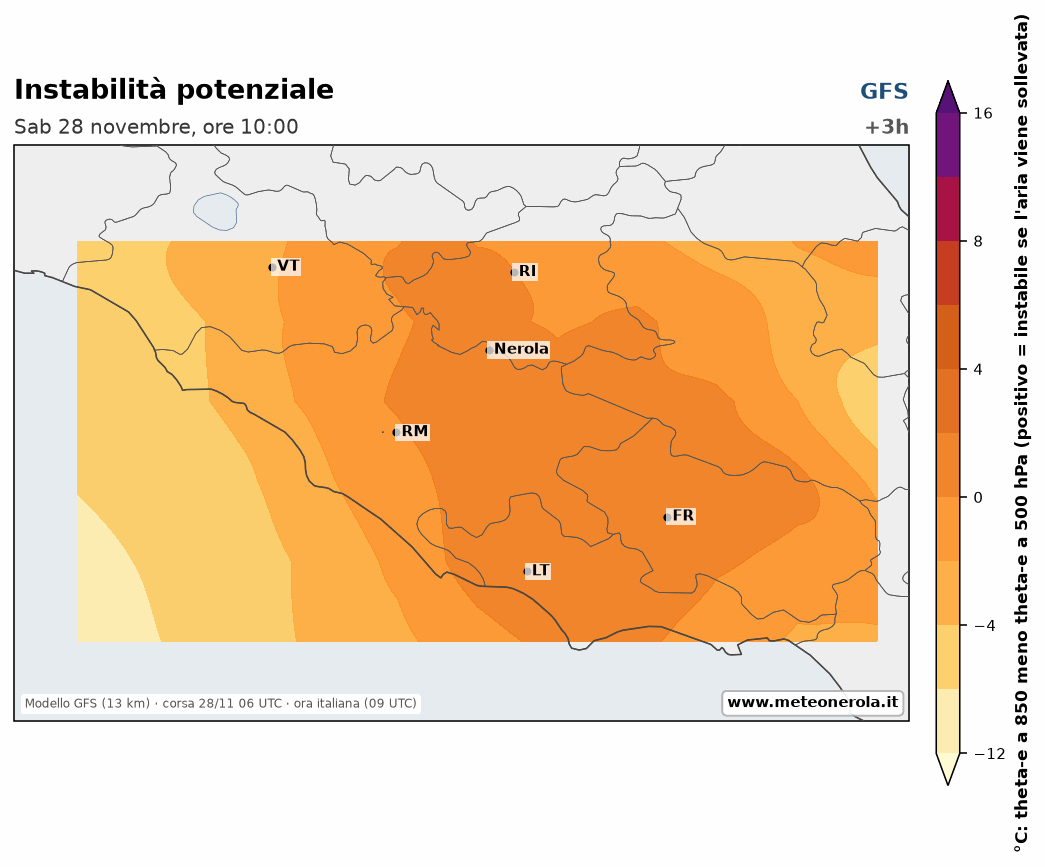 Instabilità potenziale
GFS
Sab 28 novembre, ore 10:00
+3h
VT
RI
Nerola
RM
FR
LT
Modello GFS (13 km) · corsa 28/11 06 UTC · ora italiana (09 UTC)
www.meteonerola.it
16
8
4
0
−4
−12
°C: theta-e a 850 meno theta-e a 500 hPa (positivo = instabile se l'aria viene sollevata)